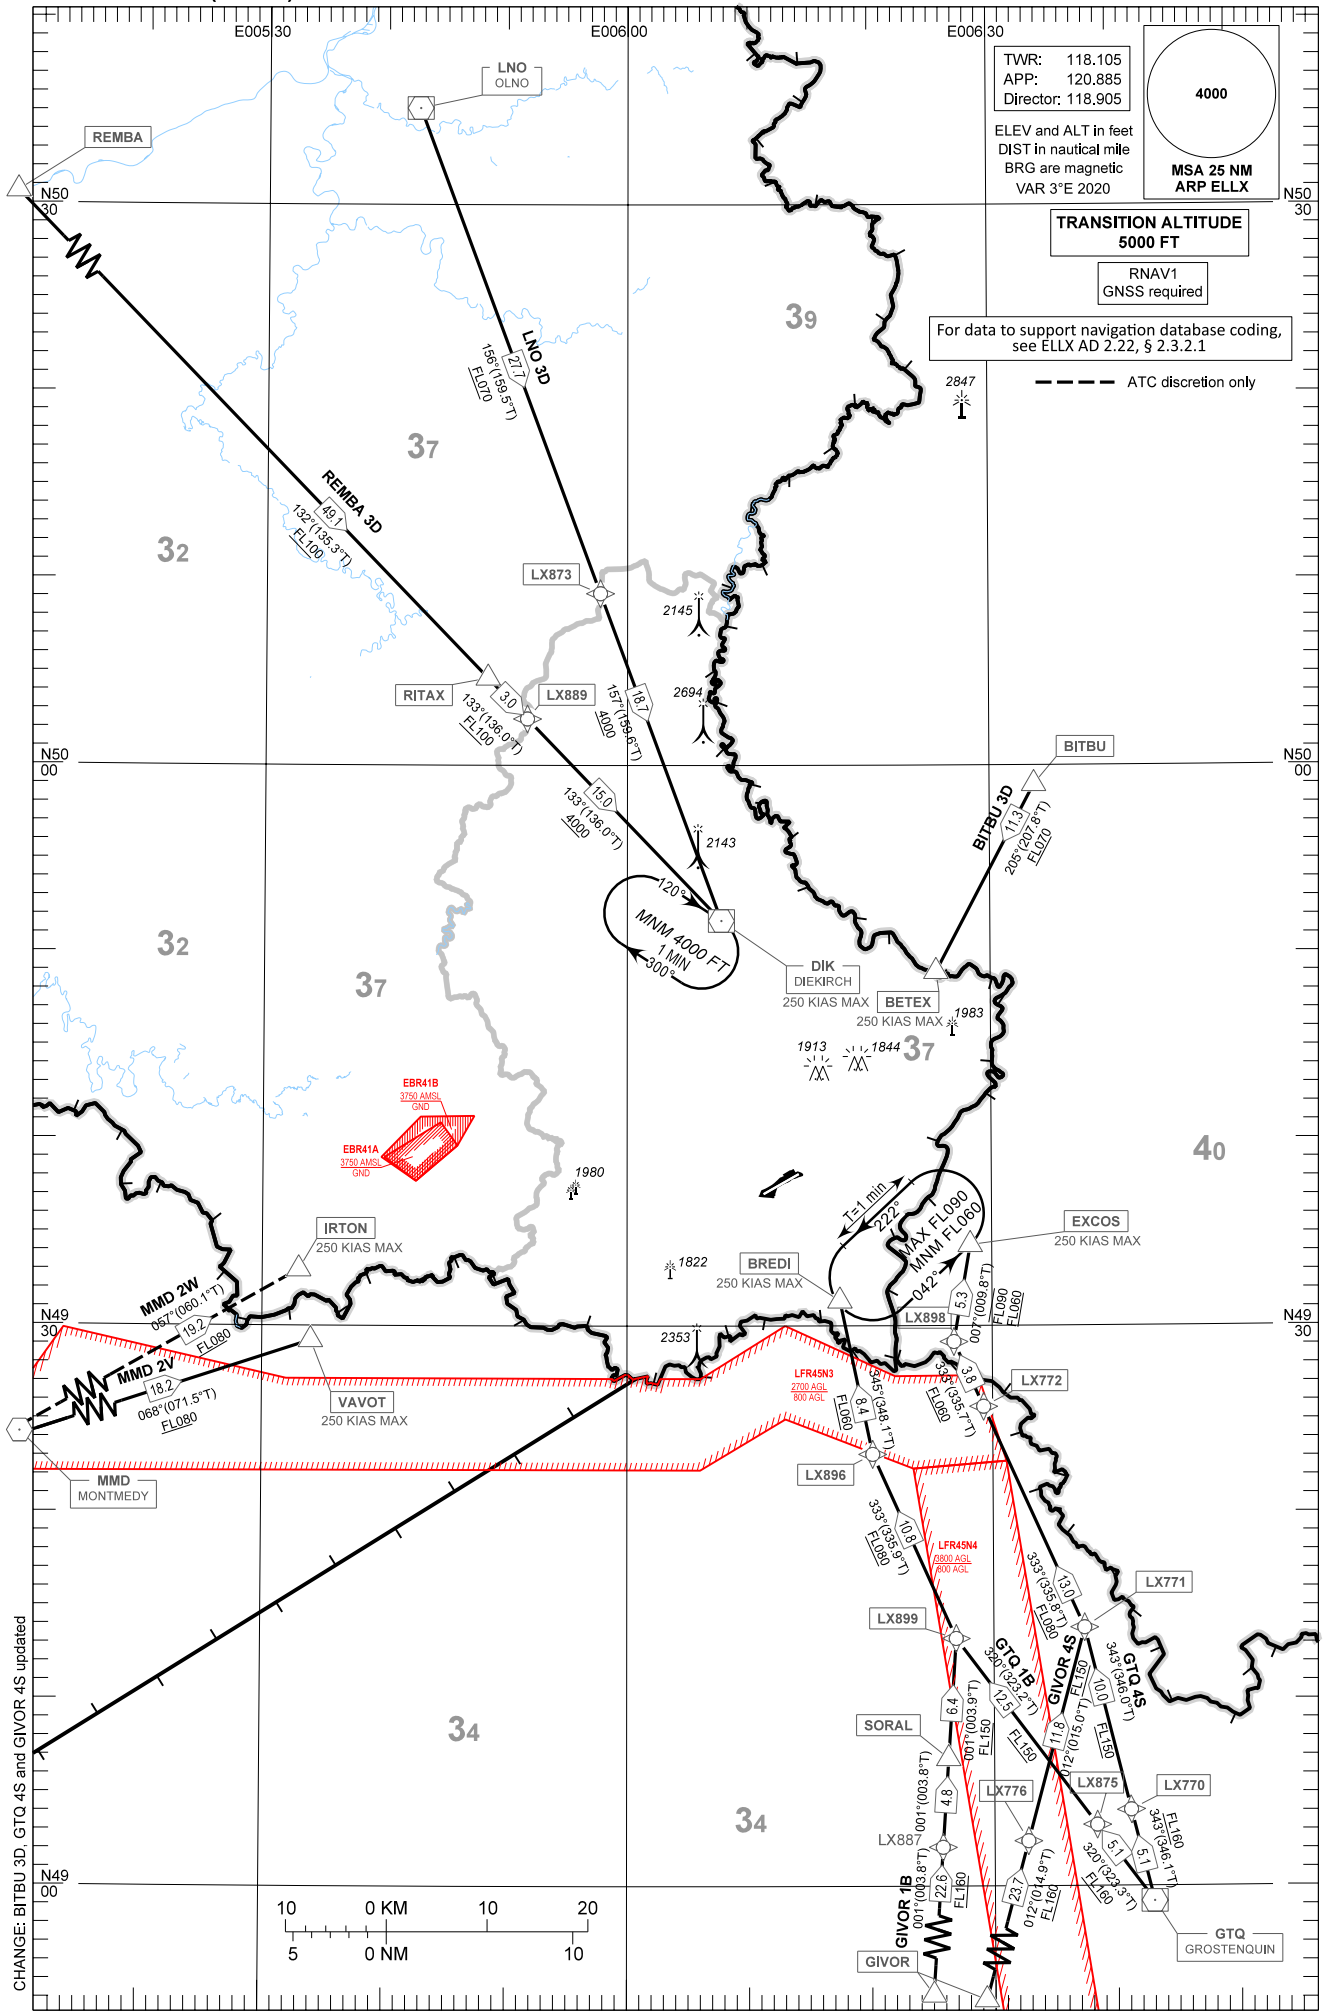 E005 30
E006 00
E006 30
TWR: 118.105
APP: 120.885
Director: 118.905
ELEV and ALT in feet
DIST in nautical mile
BRG are magnetic
VAR 3°E 2020
4000
MSA 25 NM
ARP ELLX
TRANSITION ALTITUDE
5000 FT
RNAV1
GNSS required
For data to support navigation database coding,
see ELLX AD 2.22, § 2.3.2.1
ATC discretion only
LNO
OLNO
REMBA
N50
30
N50
30
39
2847
LNO 3D
27.7
156°(159.5°T)
FL070
37
REMBA 3D
49.1
132°(135.3°T)
FL100
32
LX873
2145
RITAX
3.0
133°(136.0°T)
FL100
LX889
2694
18.7
157°(159.6°T)
4000
N50
00
N50
00
BITBU
BITBU 3D
11.3
205°(207.8°T)
FL070
15.0
133°(136.0°T)
4000
2143
120°
MNM 4000 FT
1 MIN
300°
32
37
DIK
DIEKIRCH
250 KIAS MAX
BETEX
250 KIAS MAX
1983
1913
1844
37
EBR41B
3750 AMSL
GND
EBR41A
3750 AMSL
GND
40
1980
T=1 min
222°
MAX FL090
MNM FL060
042°
EXCOS
250 KIAS MAX
IRTON
250 KIAS MAX
BREDI
250 KIAS MAX
1822
MMD 2W
057°(060.1°T)
19.2
FL080
N49
30
N49
30
LX898
5.3
007°(009.8°T)
FL090
FL060
2353
MMD 2V
18.2
068°(071.5°T)
FL080
VAVOT
250 KIAS MAX
LFR45N3
2700 AGL
800 AGL
8.4
345°(348.1°T)
FL060
3.8
333°(335.7°T)
FL060
LX772
MMD
MONTMEDY
LX896
10.8
333°(335.9°T)
FL080
LFR45N4
3800 AGL
800 AGL
13.0
333°(335.8°T)
FL080
LX771
LX899
GTQ 1B
320°(323.2°T)
12.5
FL150
GIVOR 4S
FL150
11.8
012°(015.0°T)
GTQ 4S
343°(346.0°T)
10.0
FL150
34
SORAL
6.4
001°(003.9°T)
FL150
4.8
001°(003.8°T)
34
LX776
LX875
LX770
LX887
FL160
343°(346.1°T)
5.1
5.1
320°(323.3°T)
FL160
N49
00
N49
00
GIVOR 1B
001°(003.8°T)
22.6
FL160
23.7
012°(014.9°T)
FL160
GTQ
GROSTENQUIN
GIVOR
10 0 KM 10 20
5 0 NM 10
CHANGE: BITBU 3D, GTQ 4S and GIVOR 4S updated